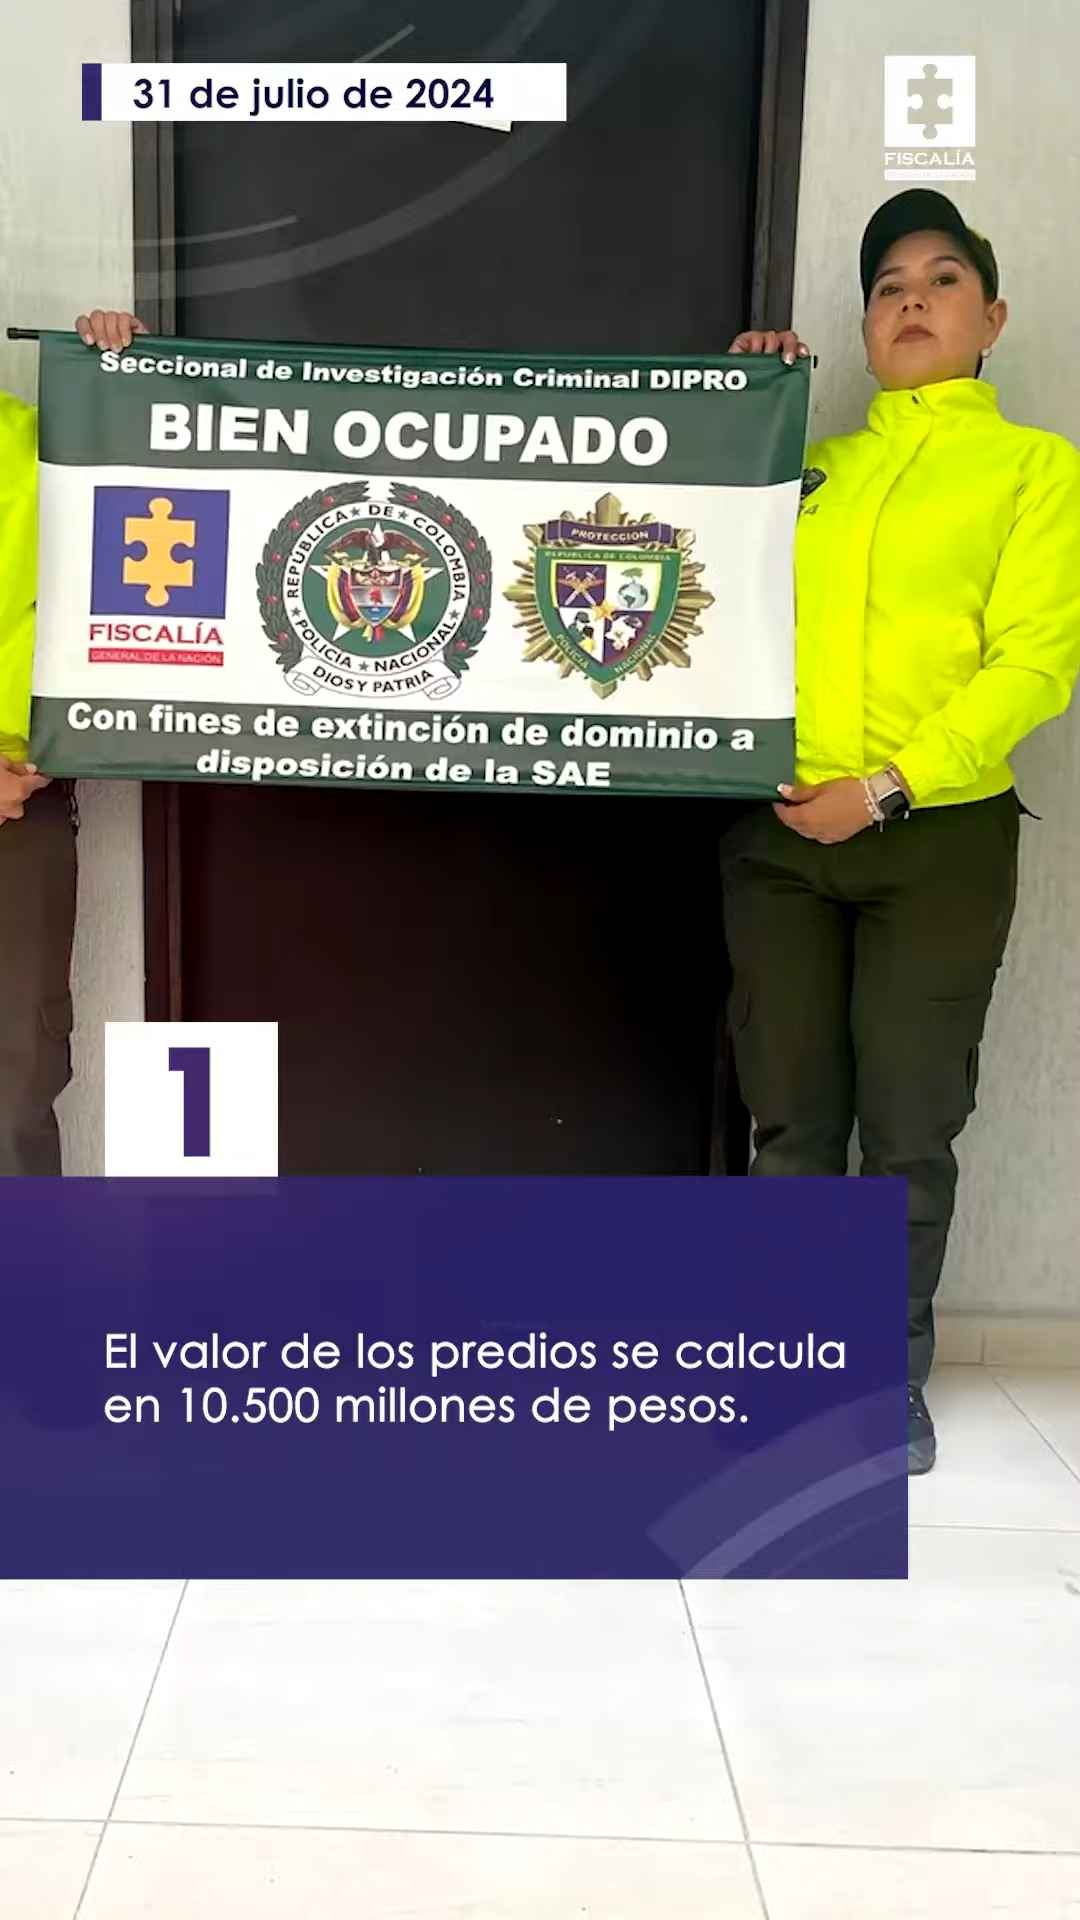 31 de julio de 2024
FISCALÍA
Seccional de Investigación Criminal DIPRO
BIEN OCUPADO
REPÚBLICA DE COLOMBIA
POLICÍA NACIONAL
DIOS Y PATRIA
PROTECCIÓN
REPÚBLICA DE COLOMBIA
POLICÍA NACIONAL
FISCALÍA
GENERAL DE LA NACIÓN
Con fines de extinción de dominio a
disposición de la SAE
1
El valor de los predios se calcula
en 10.500 millones de pesos.